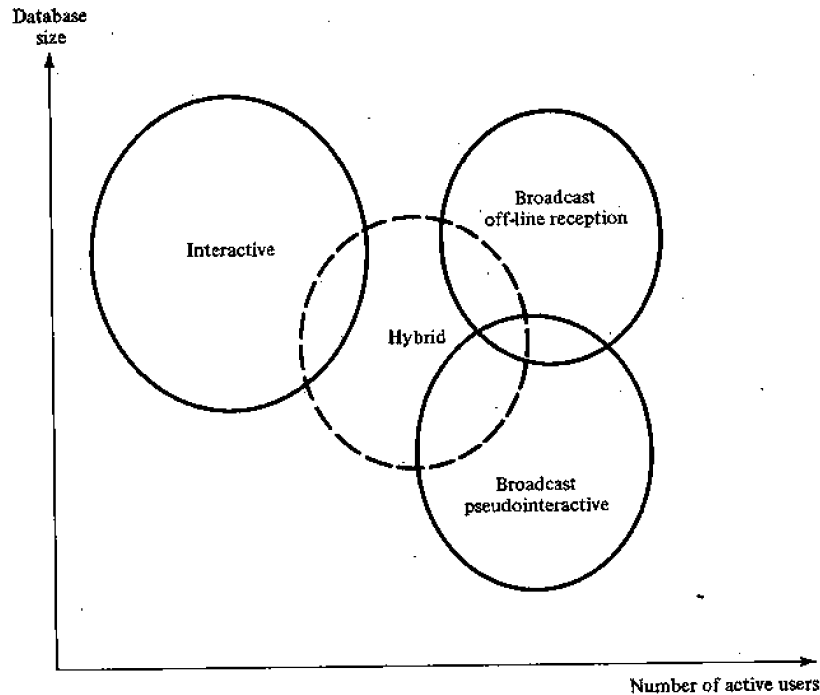 Database
size
Broadcast
off-line reception
Interactive
Hybrid
Broadcast
pseudointeractive
Number of active users